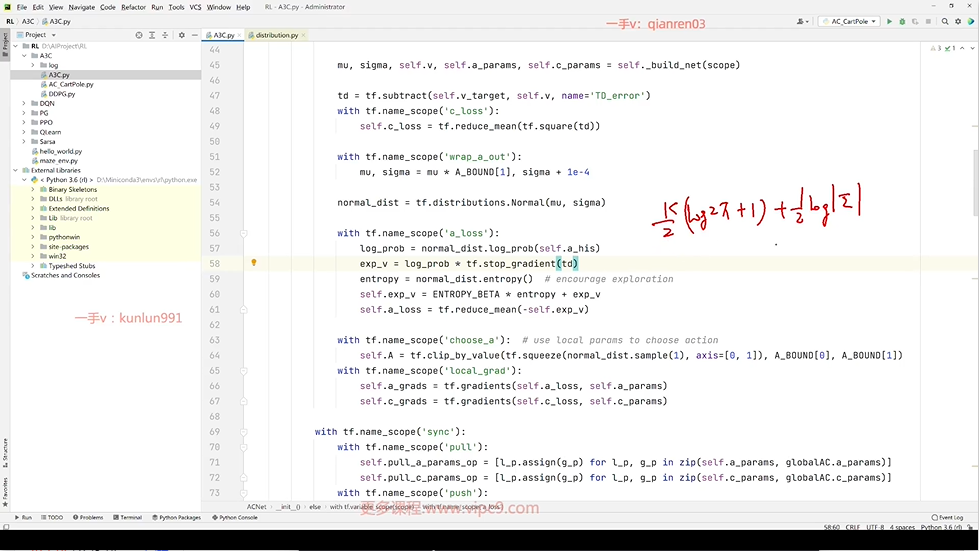 File Edit View Navigate Code Refactor Run Tools VCS Window Help RL - A3C.py - Administrator
RL A3C A3C.py
一手v：qianren03
AC_CartPole
Project
A3C.py
distribution.py
RL D:\AIProject\RL
A3C
log
A3C.py
AC_CartPole.py
DDPG.py
DQN
PG
PPO
QLearn
Sarsa
hello_world.py
maze_env.py
External Libraries
< Python 3.6 (rl) > D:\Miniconda3\envs\rl\python.exe
Binary Skeletons
DLLs library root
Extended Definitions
Lib library root
lib
pythonwin
site-packages
win32
Typeshed Stubs
Scratches and Consoles
一手v：kunlun991
3 1
44
45 mu, sigma, self.v, self.a_params, self.c_params = self._build_net(scope)
46
47 td = tf.subtract(self.v_target, self.v, name='TD_error')
48 with tf.name_scope('c_loss'):
49 self.c_loss = tf.reduce_mean(tf.square(td))
50
51 with tf.name_scope('wrap_a_out'):
52 mu, sigma = mu * A_BOUND[1], sigma + 1e-4
53
54 normal_dist = tf.distributions.Normal(mu, sigma)
55
56 with tf.name_scope('a_loss'):
57 log_prob = normal_dist.log_prob(self.a_his)
58 exp_v = log_prob * tf.stop_gradient(td)
59 entropy = normal_dist.entropy() # encourage exploration
60 self.exp_v = ENTROPY_BETA * entropy + exp_v
61 self.a_loss = tf.reduce_mean(-self.exp_v)
62
63 with tf.name_scope('choose_a'): # use local params to choose action
64 self.A = tf.clip_by_value(tf.squeeze(normal_dist.sample(1), axis=[0, 1]), A_BOUND[0], A_BOUND[1])
65 with tf.name_scope('local_grad'):
66 self.a_grads = tf.gradients(self.a_loss, self.a_params)
67 self.c_grads = tf.gradients(self.c_loss, self.c_params)
68
69 with tf.name_scope('sync'):
70 with tf.name_scope('pull'):
71 self.pull_a_params_op = [l_p.assign(g_p) for l_p, g_p in zip(self.a_params, globalAC.a_params)]
72 self.pull_c_params_op = [l_p.assign(g_p) for l_p, g_p in zip(self.c_params, globalAC.c_params)]
73 with tf.name_scope('push'):
K/2 (log2π+1) + 1/2 log|Σ|
更多课程:www.vipc9.com
ACNet __init__() else with tf.variable_scope(scope) with tf.name_scope('a_loss')
Structure
Favorites
Run TODO Problems Terminal Python Packages Python Console Event Log
58:60 CRLF UTF-8 4 spaces Python 3.6 (rl)